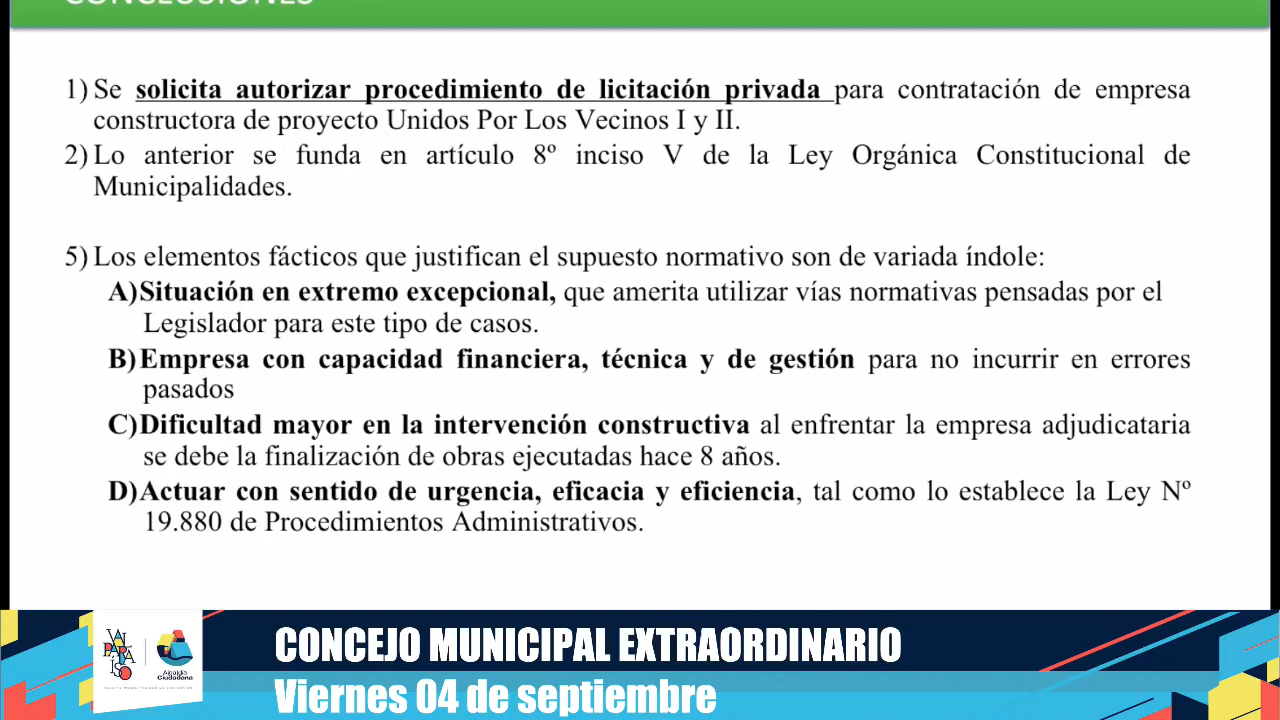 CONCLUSIONES
1) Se solicita autorizar procedimiento de licitación privada para contratación de empresa
constructora de proyecto Unidos Por Los Vecinos I y II.
2) Lo anterior se funda en artículo 8º inciso V de la Ley Orgánica Constitucional de
Municipalidades.
5) Los elementos fácticos que justifican el supuesto normativo son de variada índole:
A)Situación en extremo excepcional, que amerita utilizar vías normativas pensadas por el
Legislador para este tipo de casos.
B)Empresa con capacidad financiera, técnica y de gestión para no incurrir en errores
pasados
C)Dificultad mayor en la intervención constructiva al enfrentar la empresa adjudicataria
se debe la finalización de obras ejecutadas hace 8 años.
D)Actuar con sentido de urgencia, eficacia y eficiencia, tal como lo establece la Ley Nº
19.880 de Procedimientos Administrativos.
VALPARAÍSO
Alcaldía
Ciudadana
CONCEJO MUNICIPAL EXTRAORDINARIO
Viernes 04 de septiembre